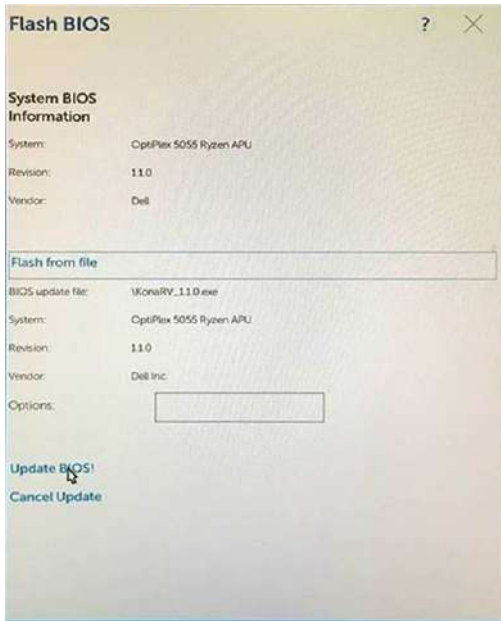 Flash BIOS ?
System BIOS
Information
System: OptiPlex 5055 Ryzen APU
Revision: 1.1.0
Vendor: Dell
Flash from file
BIOS update file: \KonaRV_1.1.0.exe
System: OptiPlex 5055 Ryzen APU
Revision: 1.1.0
Vendor: Dell Inc.
Options:
Update BIOS!
Cancel Update